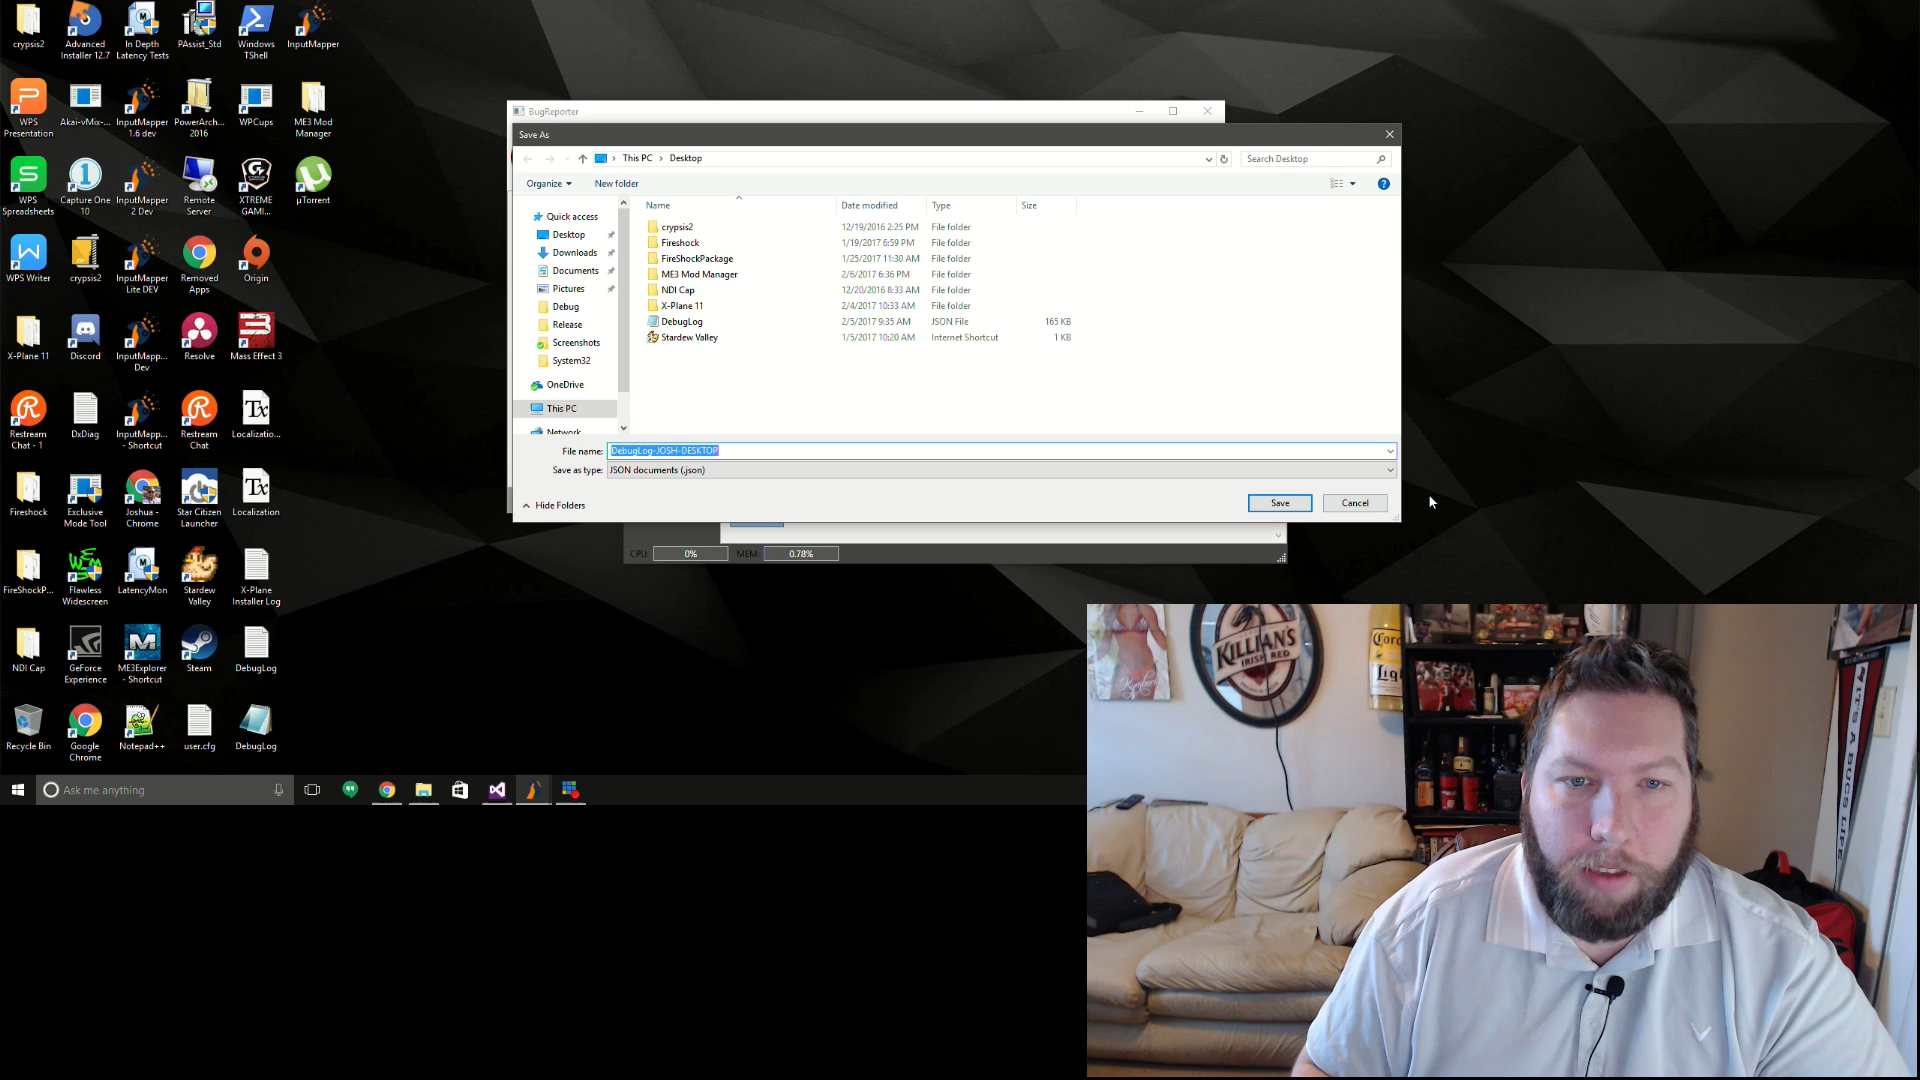 crypsis2
Advanced Installer 12.7
In Depth Latency Tests
PAssist_Std
Windows TShell
InputMapper
WPS Presentation
Akai-vMix-...
InputMapper 1.6 dev
PowerArch... 2016
WPCups
ME3 Mod Manager
WPS Spreadsheets
Capture One 10
InputMapper 2 Dev
Remote Server
XTREME GAMI...
µTorrent
WPS Writer
crypsis2
InputMapper Lite DEV
Removed Apps
Origin
X-Plane 11
Discord
InputMapp... Dev
Resolve
Mass Effect 3
Restream Chat - 1
DxDiag
InputMapp... - Shortcut
Restream Chat
Localizatio...
Fireshock
Exclusive Mode Tool
Joshua - Chrome
Star Citizen Launcher
Localization
FireShockP...
Flawless Widescreen
LatencyMon
Stardew Valley
X-Plane Installer Log
NDI Cap
GeForce Experience
ME3Explorer - Shortcut
Steam
DebugLog
Recycle Bin
Google Chrome
Notepad++
user.cfg
DebugLog
Ask me anything
BugReporter
Save As
This PC > Desktop
Search Desktop
Organize
New folder
Name
Date modified
Type
Size
Quick access
Desktop
Downloads
Documents
Pictures
Debug
Release
Screenshots
System32
OneDrive
This PC
Network
crypsis2 12/19/2016 2:25 PM File folder
Fireshock 1/19/2017 6:59 PM File folder
FireShockPackage 1/25/2017 11:30 AM File folder
ME3 Mod Manager 2/6/2017 6:36 PM File folder
NDI Cap 12/20/2016 8:33 AM File folder
X-Plane 11 2/4/2017 10:33 AM File folder
DebugLog 2/5/2017 9:35 AM JSON File 165 KB
Stardew Valley 1/5/2017 10:20 AM Internet Shortcut 1 KB
File name: DebugLog-JOSH-DESKTOP
Save as type: JSON documents (.json)
Hide Folders
Save
Cancel
CPU: 0% MEM: 0.78%
KILLIAN'S
IRISH RED
IT'S A BUCS LIFE